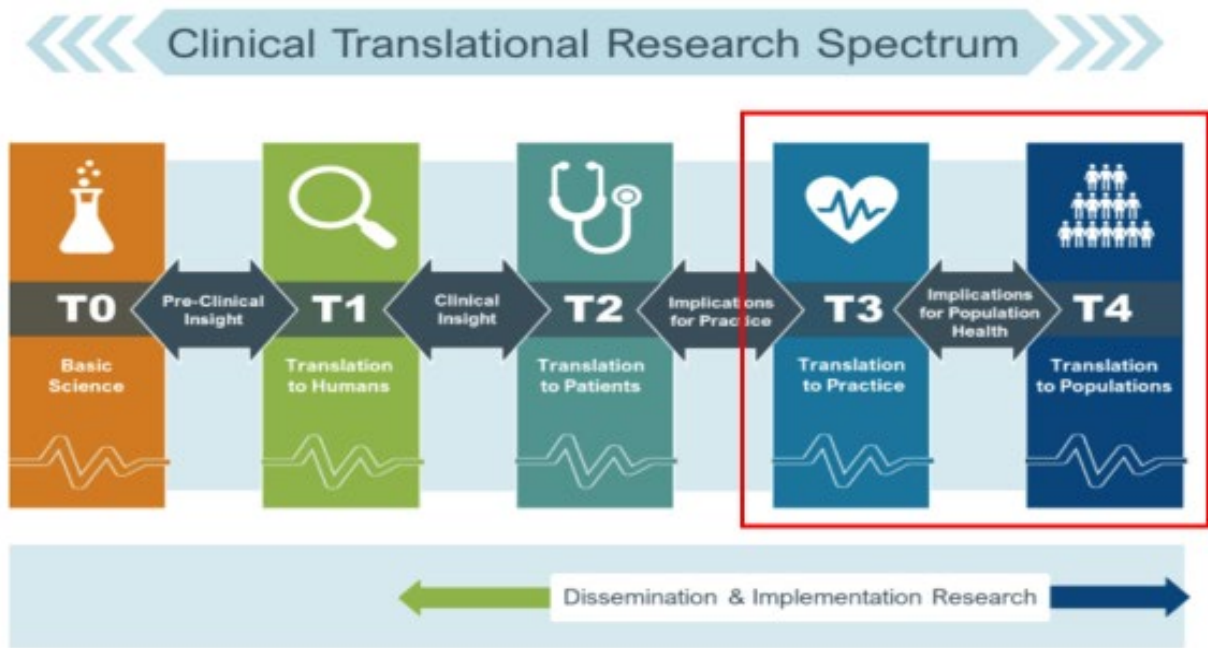 Clinical Translational Research Spectrum
T0
Pre-Clinical
Insight
T1
Clinical
Insight
T2
Implications
for Practice
T3
Implications
for Population
Health
T4
Basic
Science
Translation
to Humans
Translation
to Patients
Translation
to Practice
Translation
to Populations
Dissemination & Implementation Research